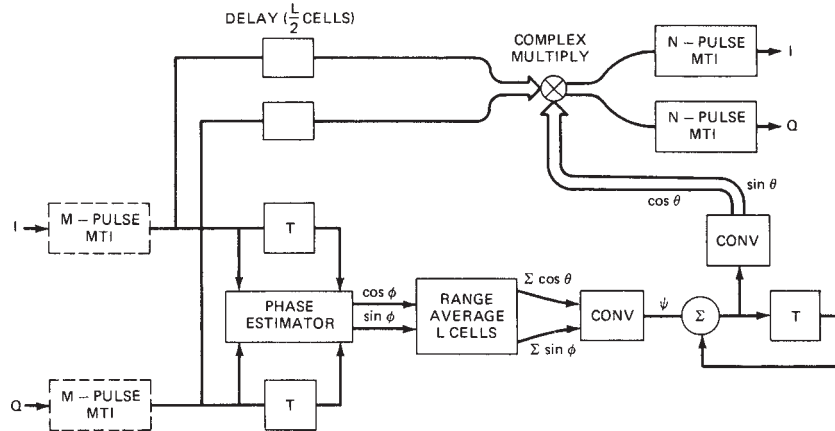 DELAY (L/2 CELLS)
COMPLEX
MULTIPLY
N – PULSE
MTI
I
N – PULSE
MTI
Q
sin θ
cos θ
I
M – PULSE
MTI
T
CONV
PHASE
ESTIMATOR
cos ϕ
sin ϕ
RANGE
AVERAGE
L CELLS
Σ cos θ
Σ sin ϕ
CONV
ψ
Σ
T
Q
M – PULSE
MTI
T